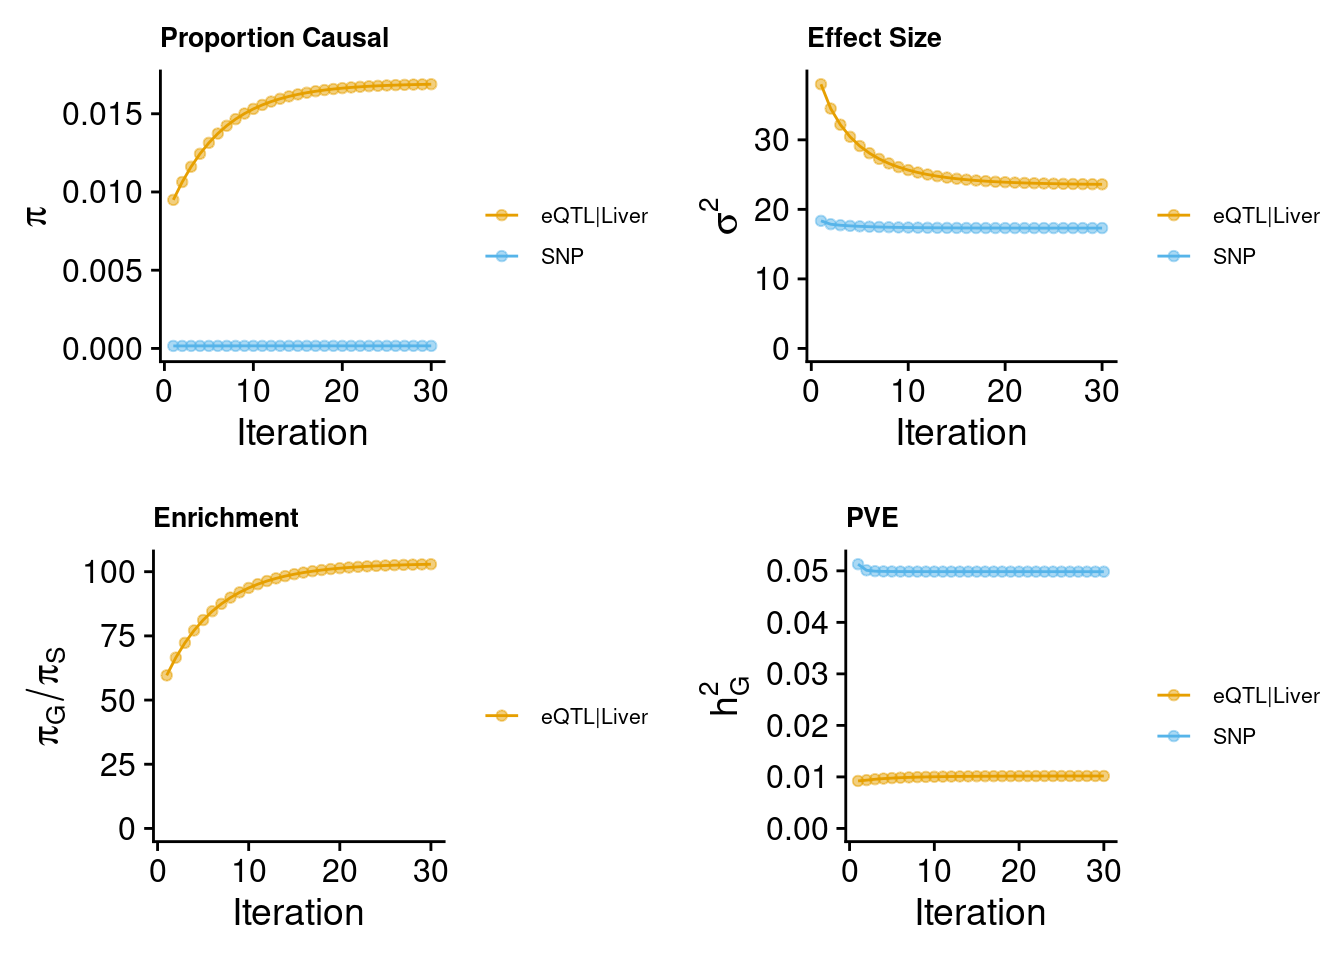 Proportion Causal
π
0.015
0.010
0.005
0.000
0 10 20 30
Iteration
eQTL|Liver
SNP
Effect Size
σ²
30
20
10
0
0 10 20 30
Iteration
eQTL|Liver
SNP
Enrichment
π_G/π_S
100
75
50
25
0
0 10 20 30
Iteration
eQTL|Liver
PVE
h²_G
0.05
0.04
0.03
0.02
0.01
0.00
0 10 20 30
Iteration
eQTL|Liver
SNP